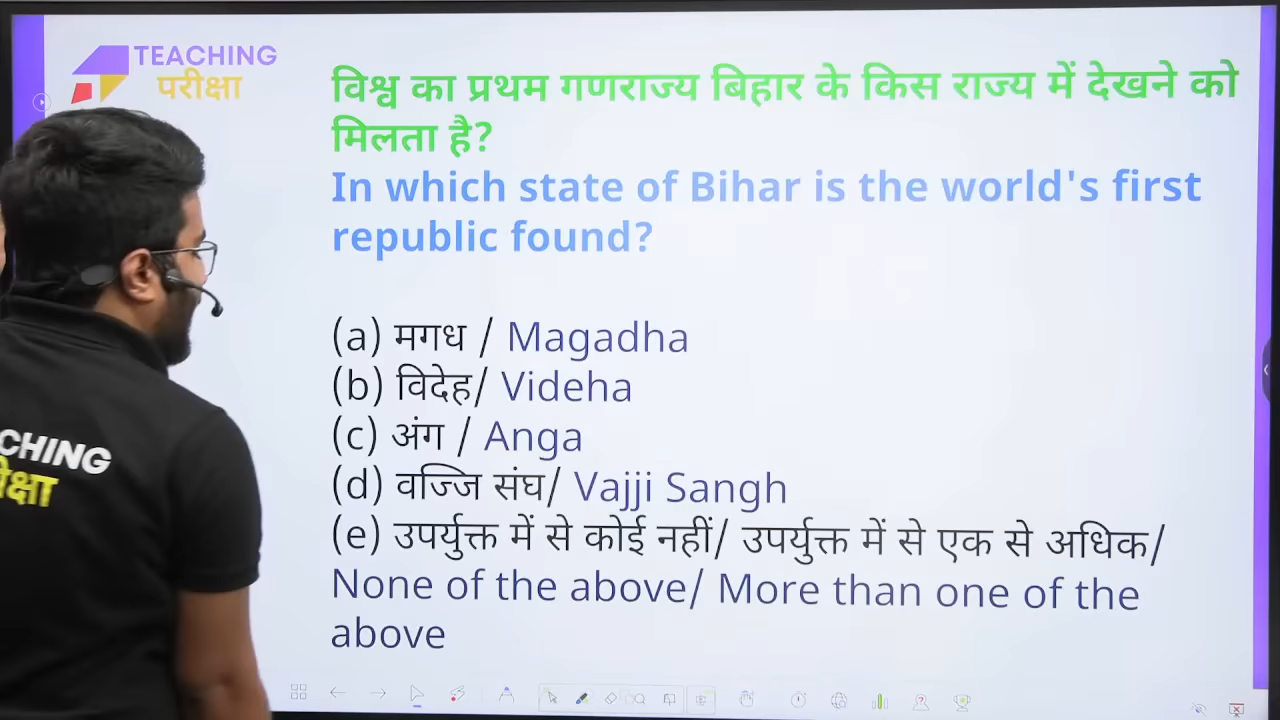 TEACHING
परीक्षा
विश्व का प्रथम गणराज्य बिहार के किस राज्य में देखने को
मिलता है?
In which state of Bihar is the world's first
republic found?
(a) मगध / Magadha
(b) विदेह/ Videha
(c) अंग / Anga
(d) वज्जि संघ/ Vajji Sangh
(e) उपर्युक्त में से कोई नहीं/ उपर्युक्त में से एक से अधिक/
None of the above/ More than one of the
above
CHING